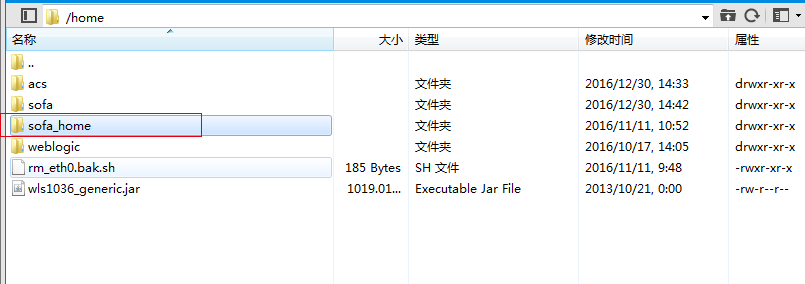 /home
名称 大小 类型 修改时间 属性
..
acs 文件夹 2016/12/30, 14:33 drwxr-xr-x
sofa 文件夹 2016/12/30, 14:42 drwxr-xr-x
sofa_home 文件夹 2016/11/11, 10:52 drwxr-xr-x
weblogic 文件夹 2016/10/17, 14:05 drwxr-xr-x
rm_eth0.bak.sh 185 Bytes SH 文件 2016/11/11, 9:48 -rwxr-xr-x
wls1036_generic.jar 1019.01... Executable Jar File 2013/10/21, 0:00 -rw-r--r--